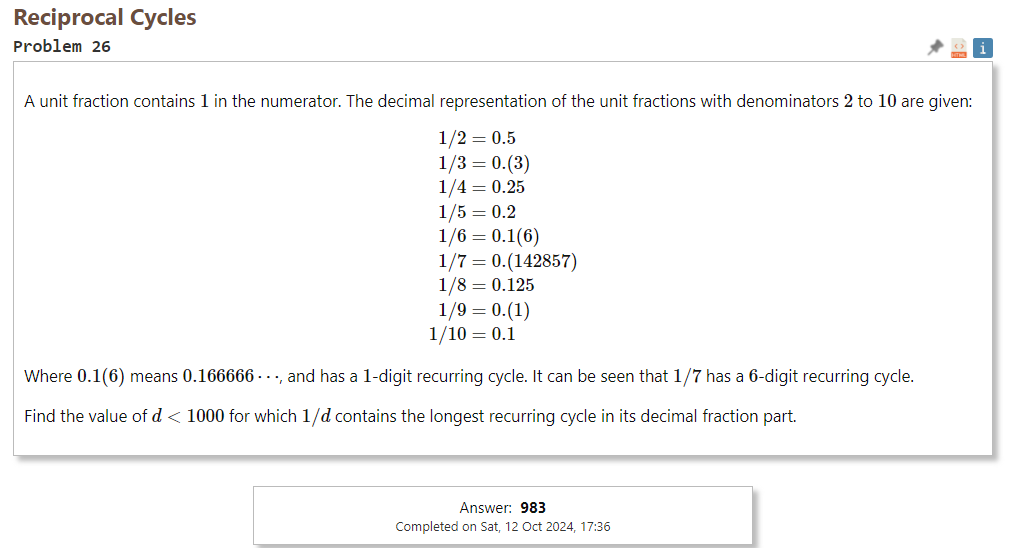 Reciprocal Cycles
Problem 26
A unit fraction contains 1 in the numerator. The decimal representation of the unit fractions with denominators 2 to 10 are given:
1/2 = 0.5
1/3 = 0.(3)
1/4 = 0.25
1/5 = 0.2
1/6 = 0.1(6)
1/7 = 0.(142857)
1/8 = 0.125
1/9 = 0.(1)
1/10 = 0.1
Where 0.1(6) means 0.166666⋯, and has a 1-digit recurring cycle. It can be seen that 1/7 has a 6-digit recurring cycle.
Find the value of d < 1000 for which 1/d contains the longest recurring cycle in its decimal fraction part.
Answer: 983
Completed on Sat, 12 Oct 2024, 17:36